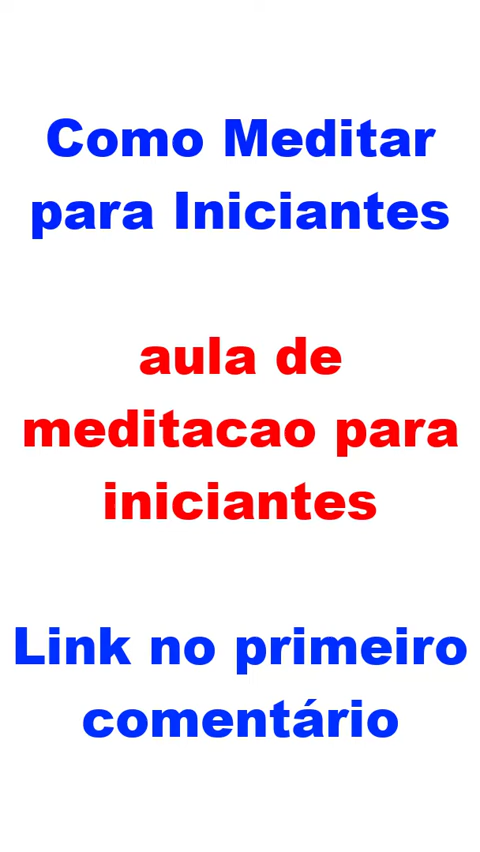 Como Meditar
para Iniciantes
aula de
meditacao para
iniciantes
Link no primeiro
comentário